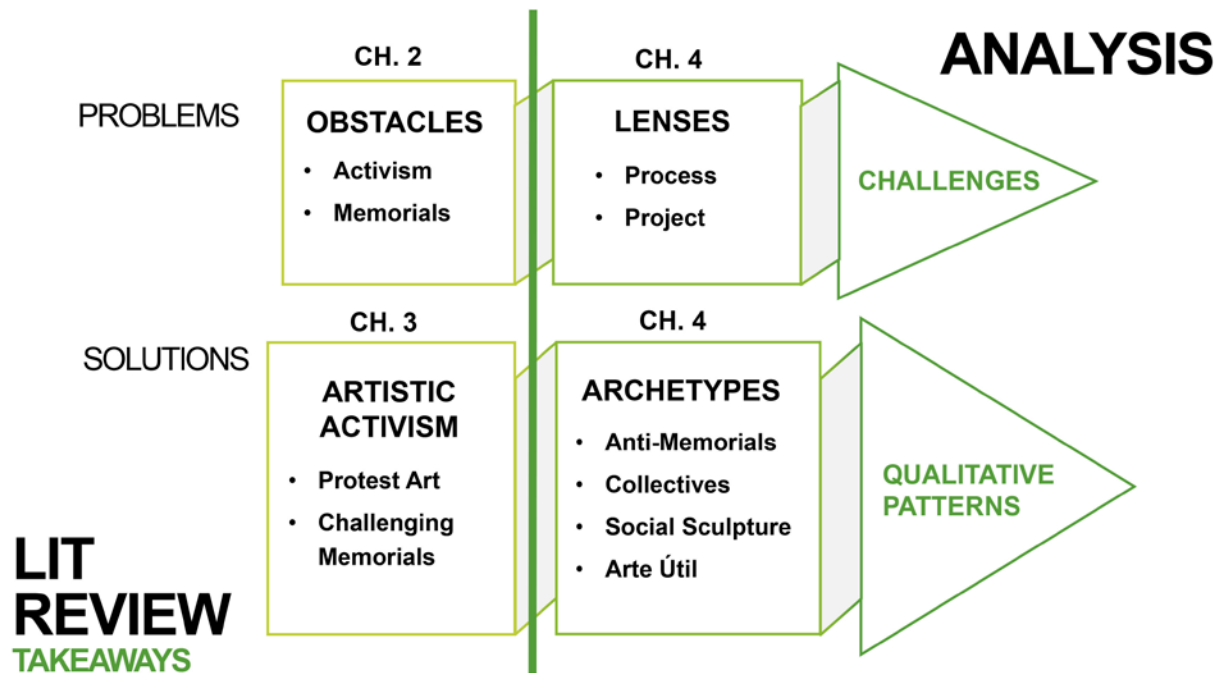 ANALYSIS
PROBLEMS
CH. 2
OBSTACLES
• Activism
• Memorials
CH. 4
LENSES
• Process
• Project
CHALLENGES
SOLUTIONS
CH. 3
ARTISTIC
ACTIVISM
• Protest Art
• Challenging
Memorials
CH. 4
ARCHETYPES
• Anti-Memorials
• Collectives
• Social Sculpture
• Arte Útil
QUALITATIVE
PATTERNS
LIT
REVIEW
TAKEAWAYS